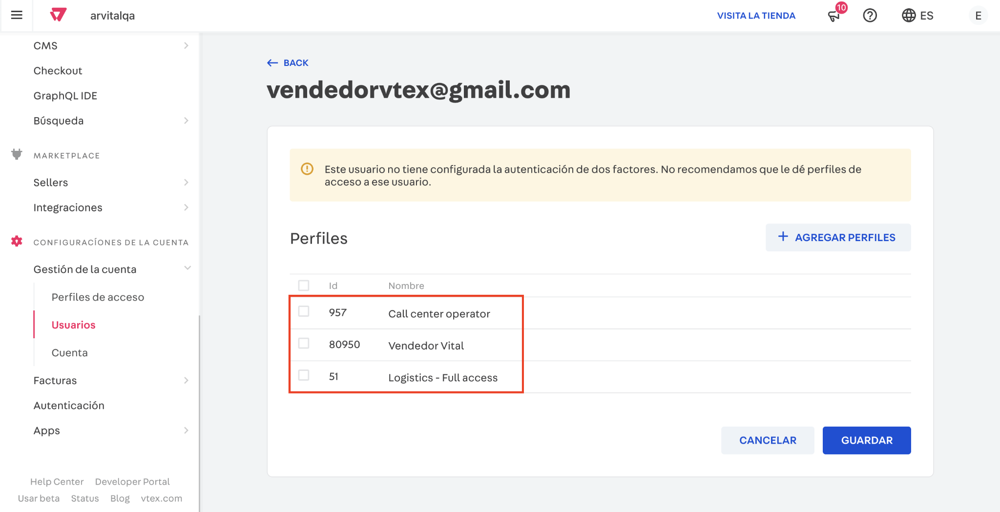 arvitalqa
VISITA LA TIENDA
10
ES
E
CMS
Checkout
GraphQL IDE
Búsqueda
MARKETPLACE
Sellers
Integraciones
CONFIGURACÍONES DE LA CUENTA
Gestión de la cuenta
Perfiles de acceso
Usuarios
Cuenta
Facturas
Autenticación
Apps
Help Center Developer Portal
Usar beta Status Blog vtex.com
BACK
vendedorvtex@gmail.com
Este usuario no tiene configurada la autenticación de dos factores. No recomendamos que le dé perfiles de
acceso a ese usuario.
Perfiles
AGREGAR PERFILES
Id Nombre
957 Call center operator
80950 Vendedor Vital
51 Logistics - Full access
CANCELAR GUARDAR